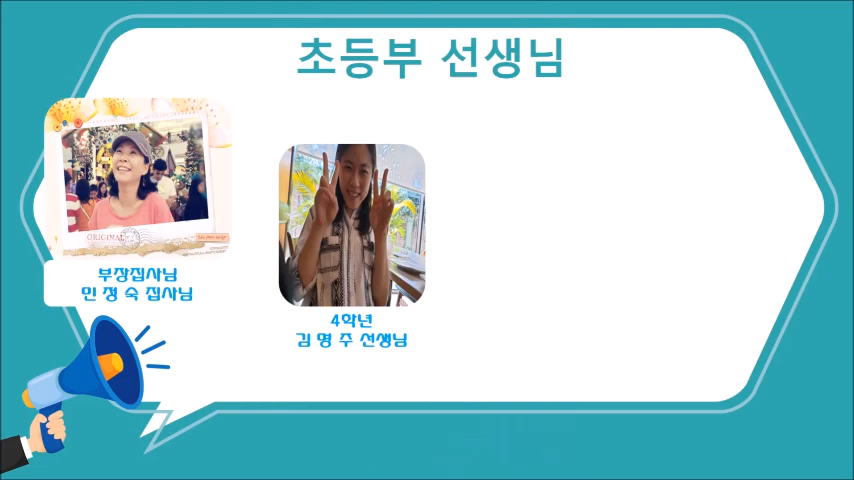 초등부 선생님
ORIGINAL
부장집사님
민 정 숙 집사님
4학년
김 명 주 선생님